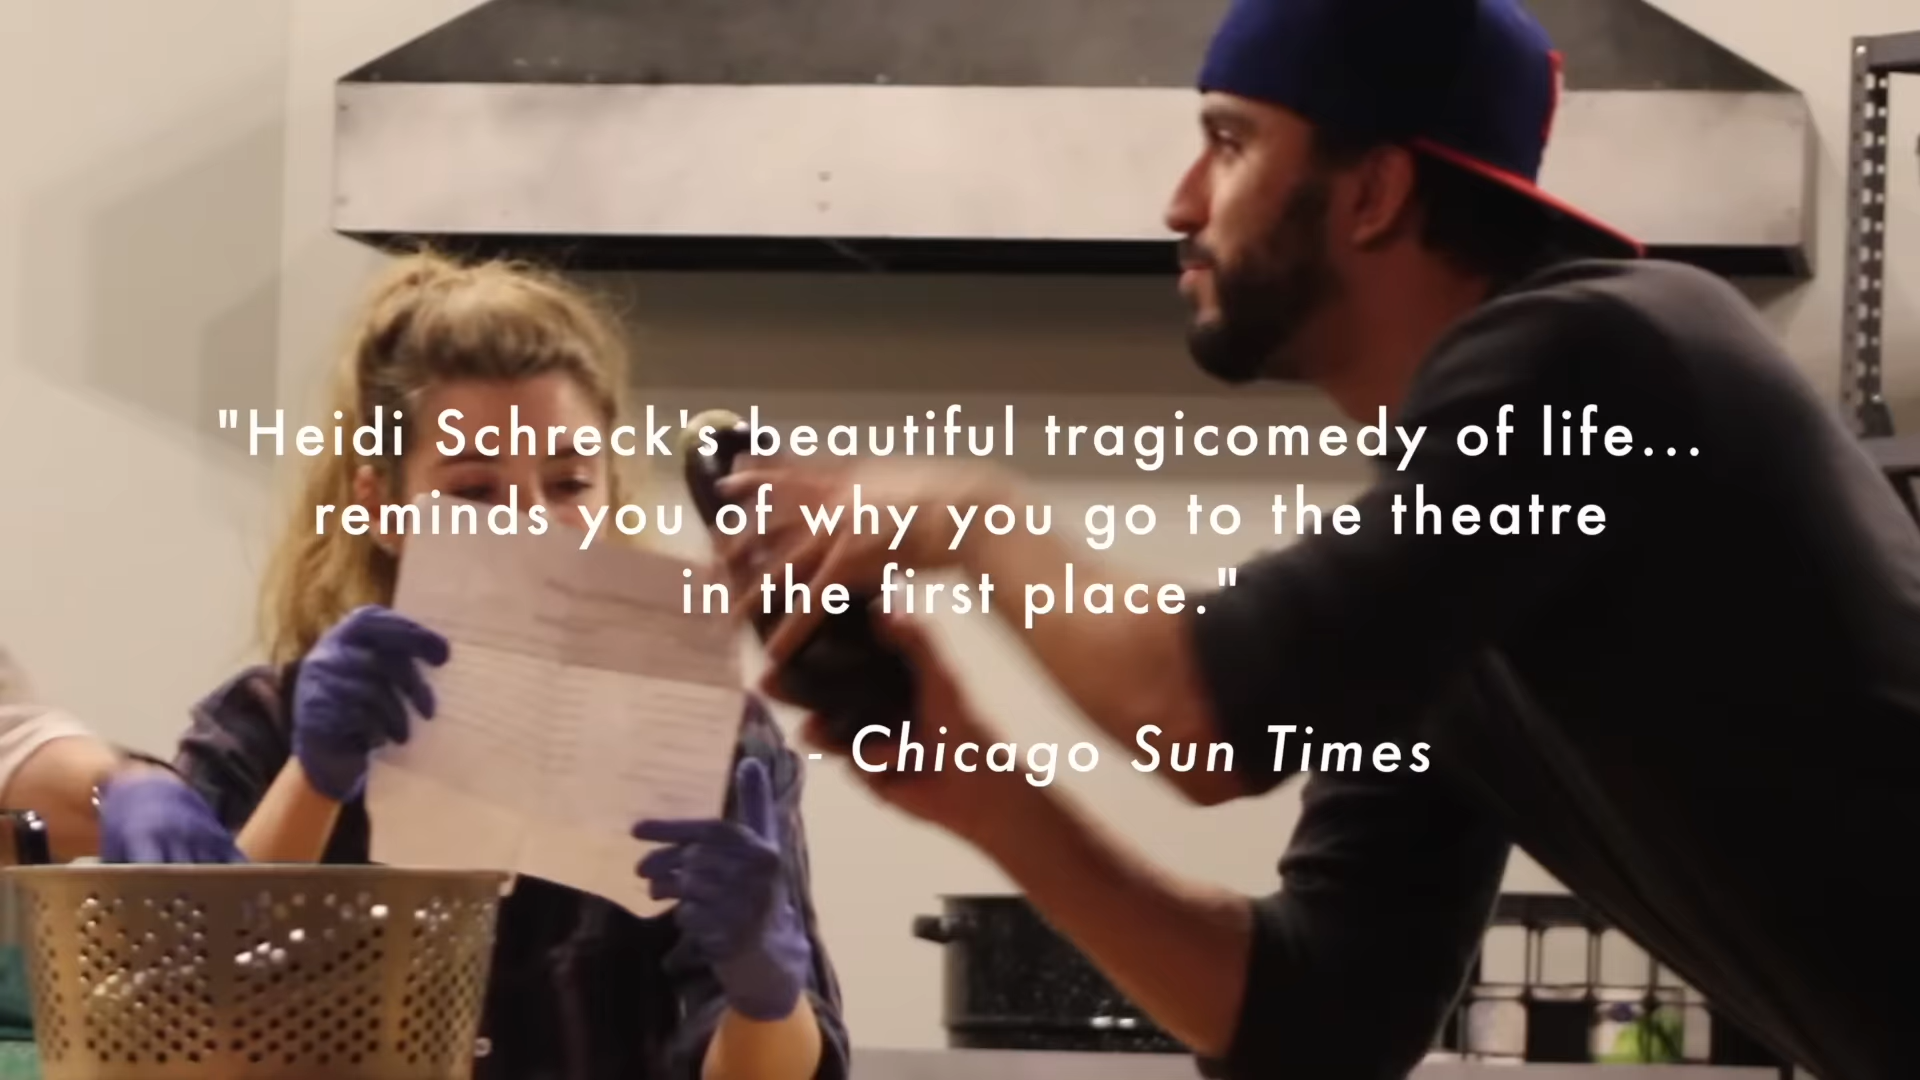 "Heidi Schreck's beautiful tragicomedy of life...
reminds you of why you go to the theatre
in the first place."
- Chicago Sun Times